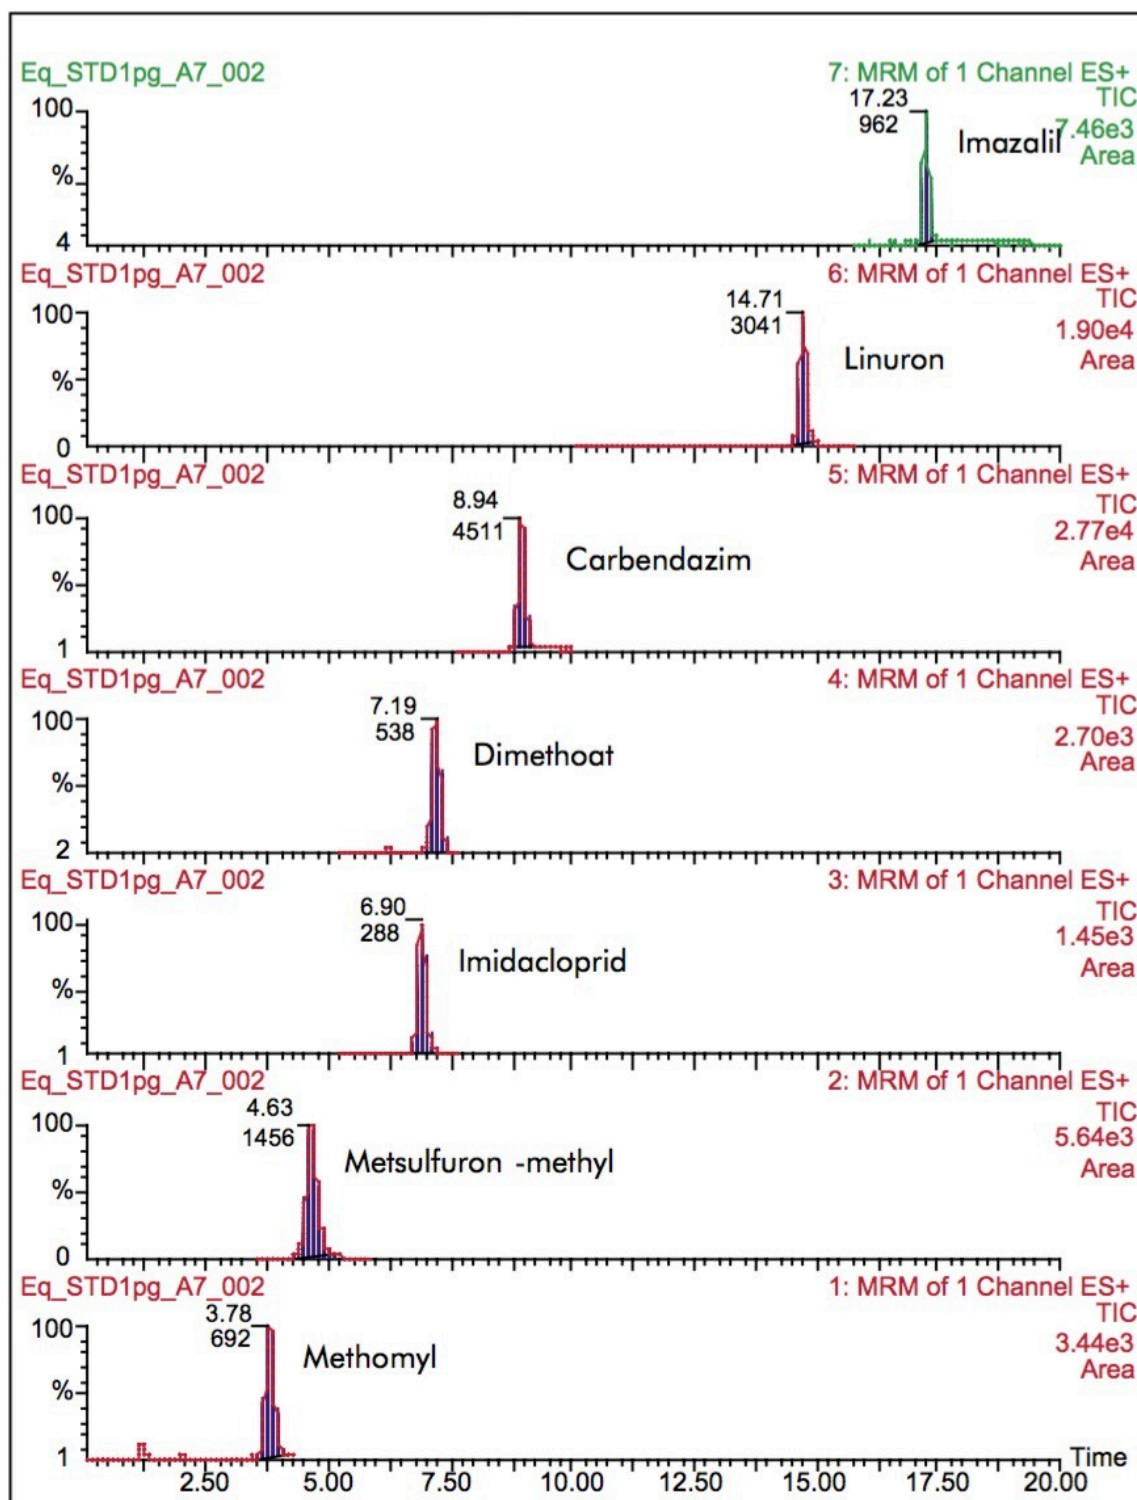 Eq_STD1pg_A7_002 7: MRM of 1 Channel ES+
17.23 TIC
100 962 Imazalil 7.46e3
Area
%
4
Eq_STD1pg_A7_002 6: MRM of 1 Channel ES+
14.71 TIC
100 3041 1.90e4
Linuron Area
%
0
Eq_STD1pg_A7_002 5: MRM of 1 Channel ES+
8.94 TIC
100 4511 2.77e4
Carbendazim Area
%
1
Eq_STD1pg_A7_002 4: MRM of 1 Channel ES+
7.19 TIC
100 538 2.70e3
Dimethoat Area
%
2
Eq_STD1pg_A7_002 3: MRM of 1 Channel ES+
6.90 TIC
100 288 1.45e3
Imidacloprid Area
%
1
Eq_STD1pg_A7_002 2: MRM of 1 Channel ES+
4.63 TIC
100 1456 5.64e3
Metsulfuron -methyl Area
%
0
Eq_STD1pg_A7_002 1: MRM of 1 Channel ES+
3.78 TIC
100 692 3.44e3
Methomyl Area
%
1 Time
2.50 5.00 7.50 10.00 12.50 15.00 17.50 20.00